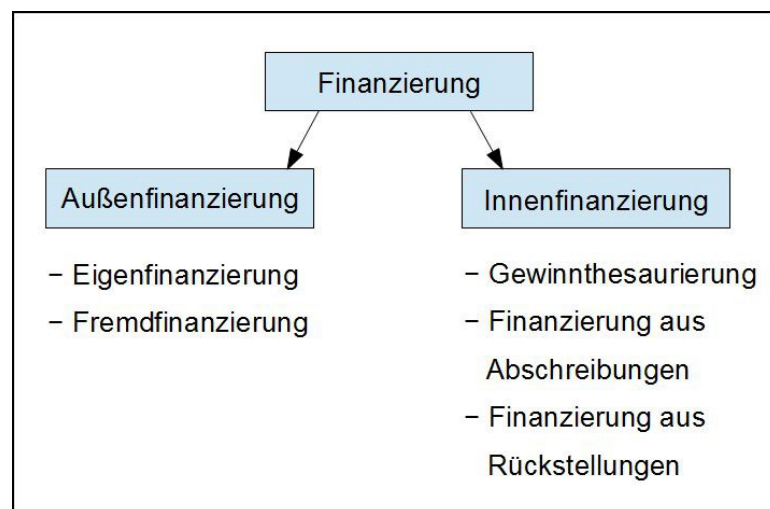 Finanzierung
Außenfinanzierung
− Eigenfinanzierung
− Fremdfinanzierung
Innenfinanzierung
− Gewinnthesaurierung
− Finanzierung aus
Abschreibungen
− Finanzierung aus
Rückstellungen